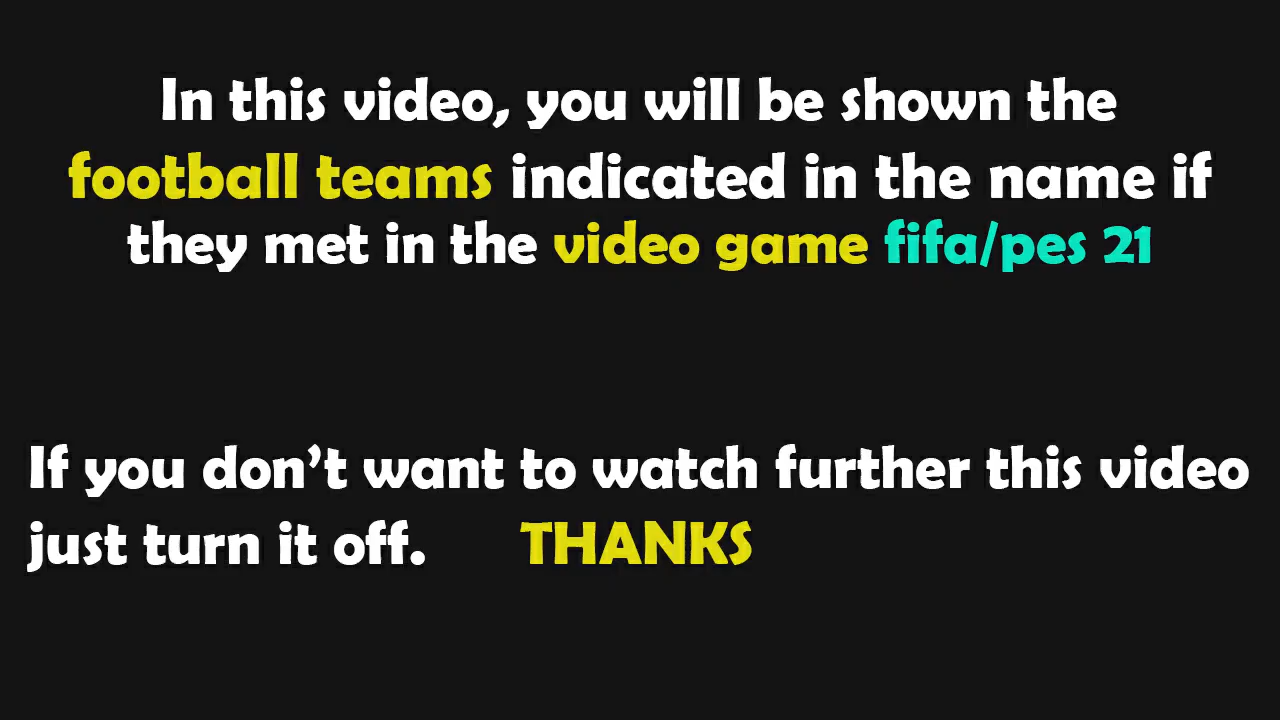 In this video, you will be shown the
football teams indicated in the name if
they met in the video game fifa/pes 21
If you don't want to watch further this video
just turn it off. THANKS